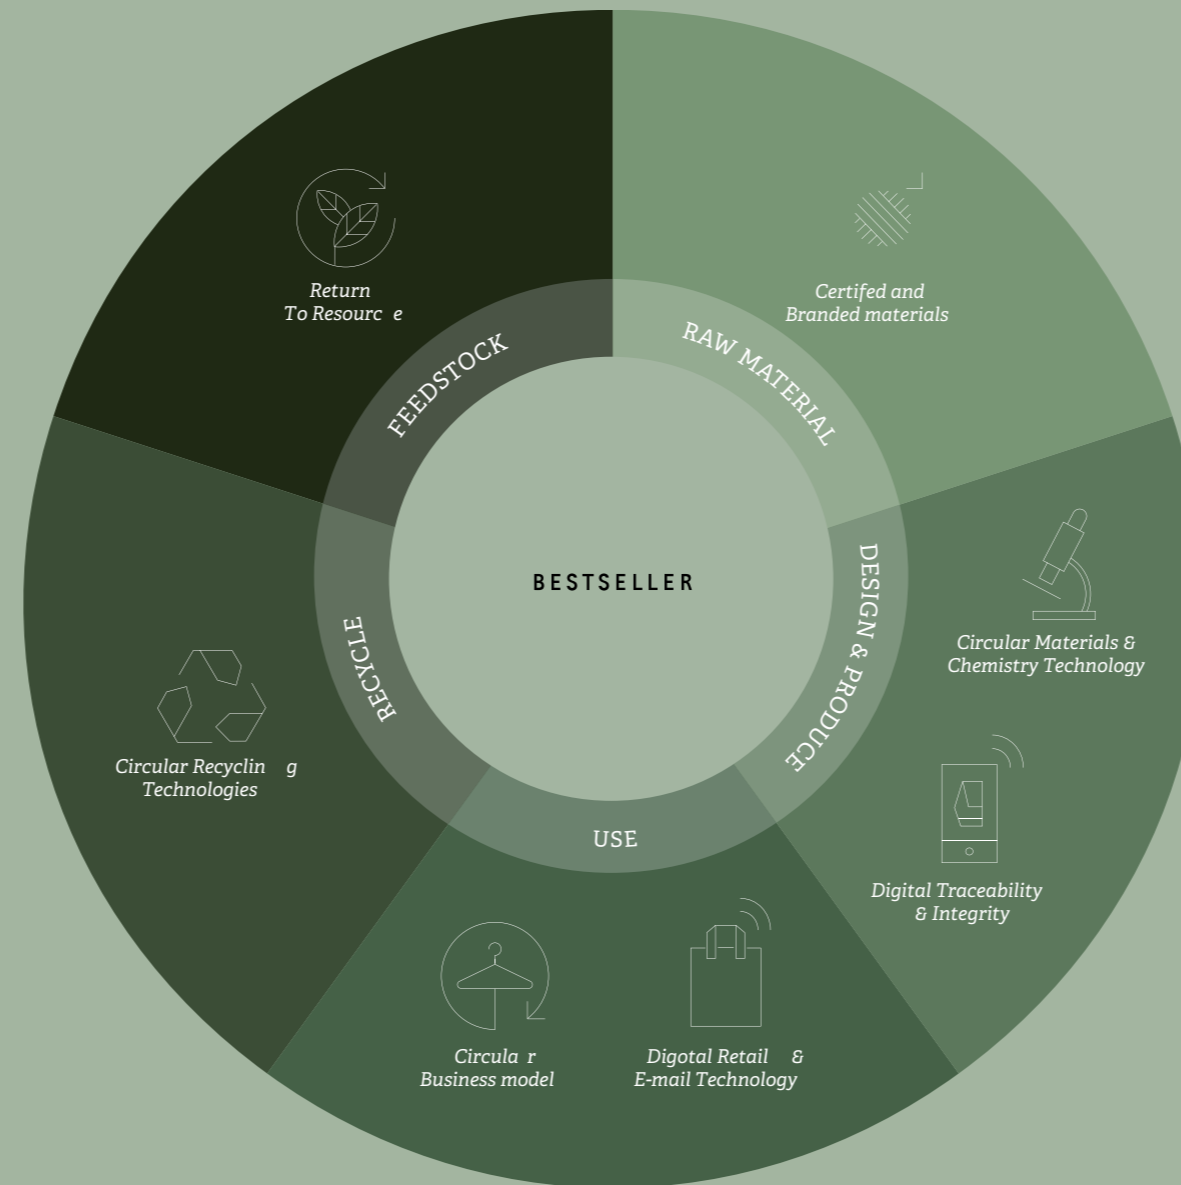 Return
To Resourc e
Certifed and
Branded materials
FEEDSTOCK
RAW MATERIAL
BESTSELLER
DESIGN & PRODUCE
Circular Materials &
Chemistry Technology
RECYCLE
Circular Recyclin g
Technologies
USE
Digital Traceability
& Integrity
Circula r
Business model
Digotal Retail &
E-mail Technology